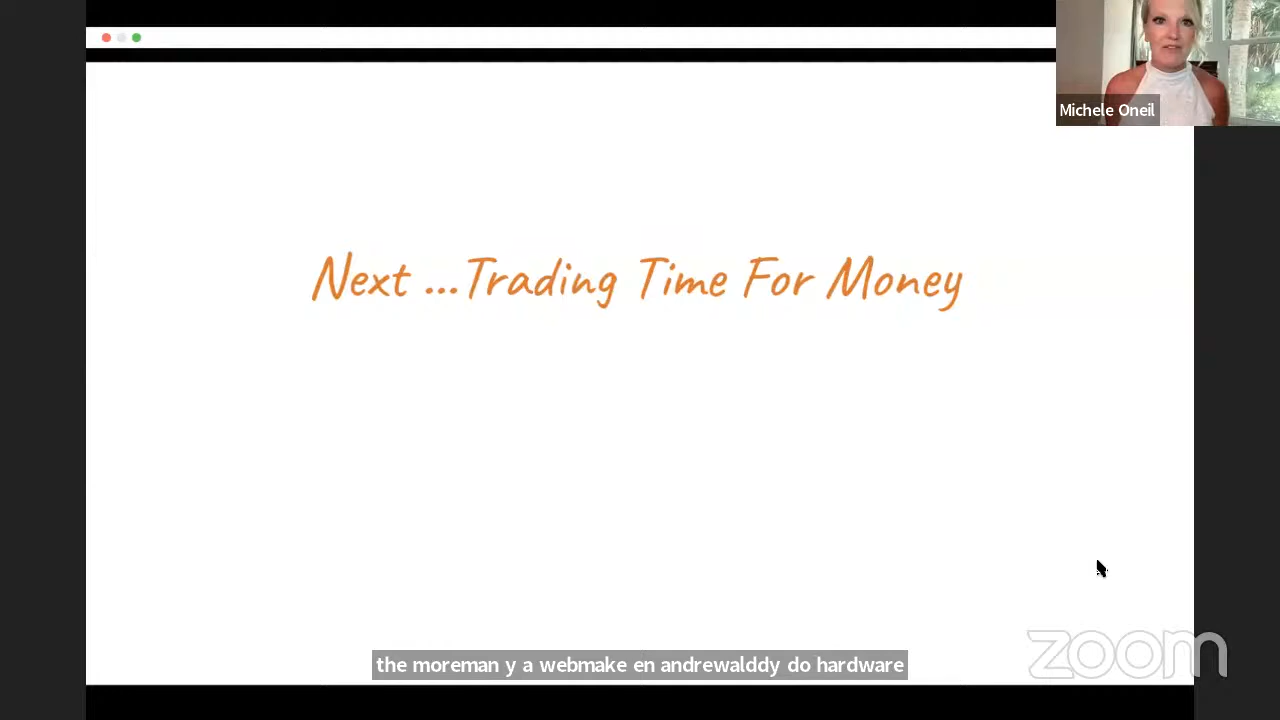 Michele Oneil
Next ...Trading Time For Money
the moreman y a webmake en andrewalddy do hardware
zoom